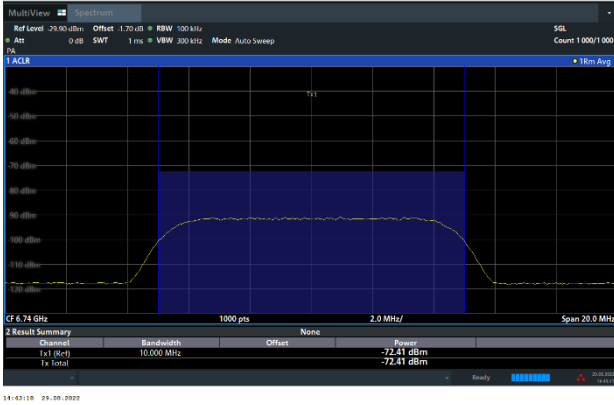 MultiView Spectrum
Ref Level -29.90 dBm Offset -1.70 dB RBW 100 kHz SGL
Att 0 dB SWT 1 ms VBW 300 kHz Mode Auto Sweep Count 1 000/1 000
PA
1 ACLR 1Rm Avg
Tx1
-40 dBm
-50 dBm
-60 dBm
-70 dBm
-80 dBm
-90 dBm
-100 dBm
-110 dBm
-120 dBm
CF 6.74 GHz 1000 pts 2.0 MHz/ Span 20.0 MHz
2 Result Summary None
Channel Bandwidth Offset Power
Tx1 (Ref) 10.000 MHz -72.41 dBm
Tx Total -72.41 dBm
Ready
14:43:18 29.08.2022